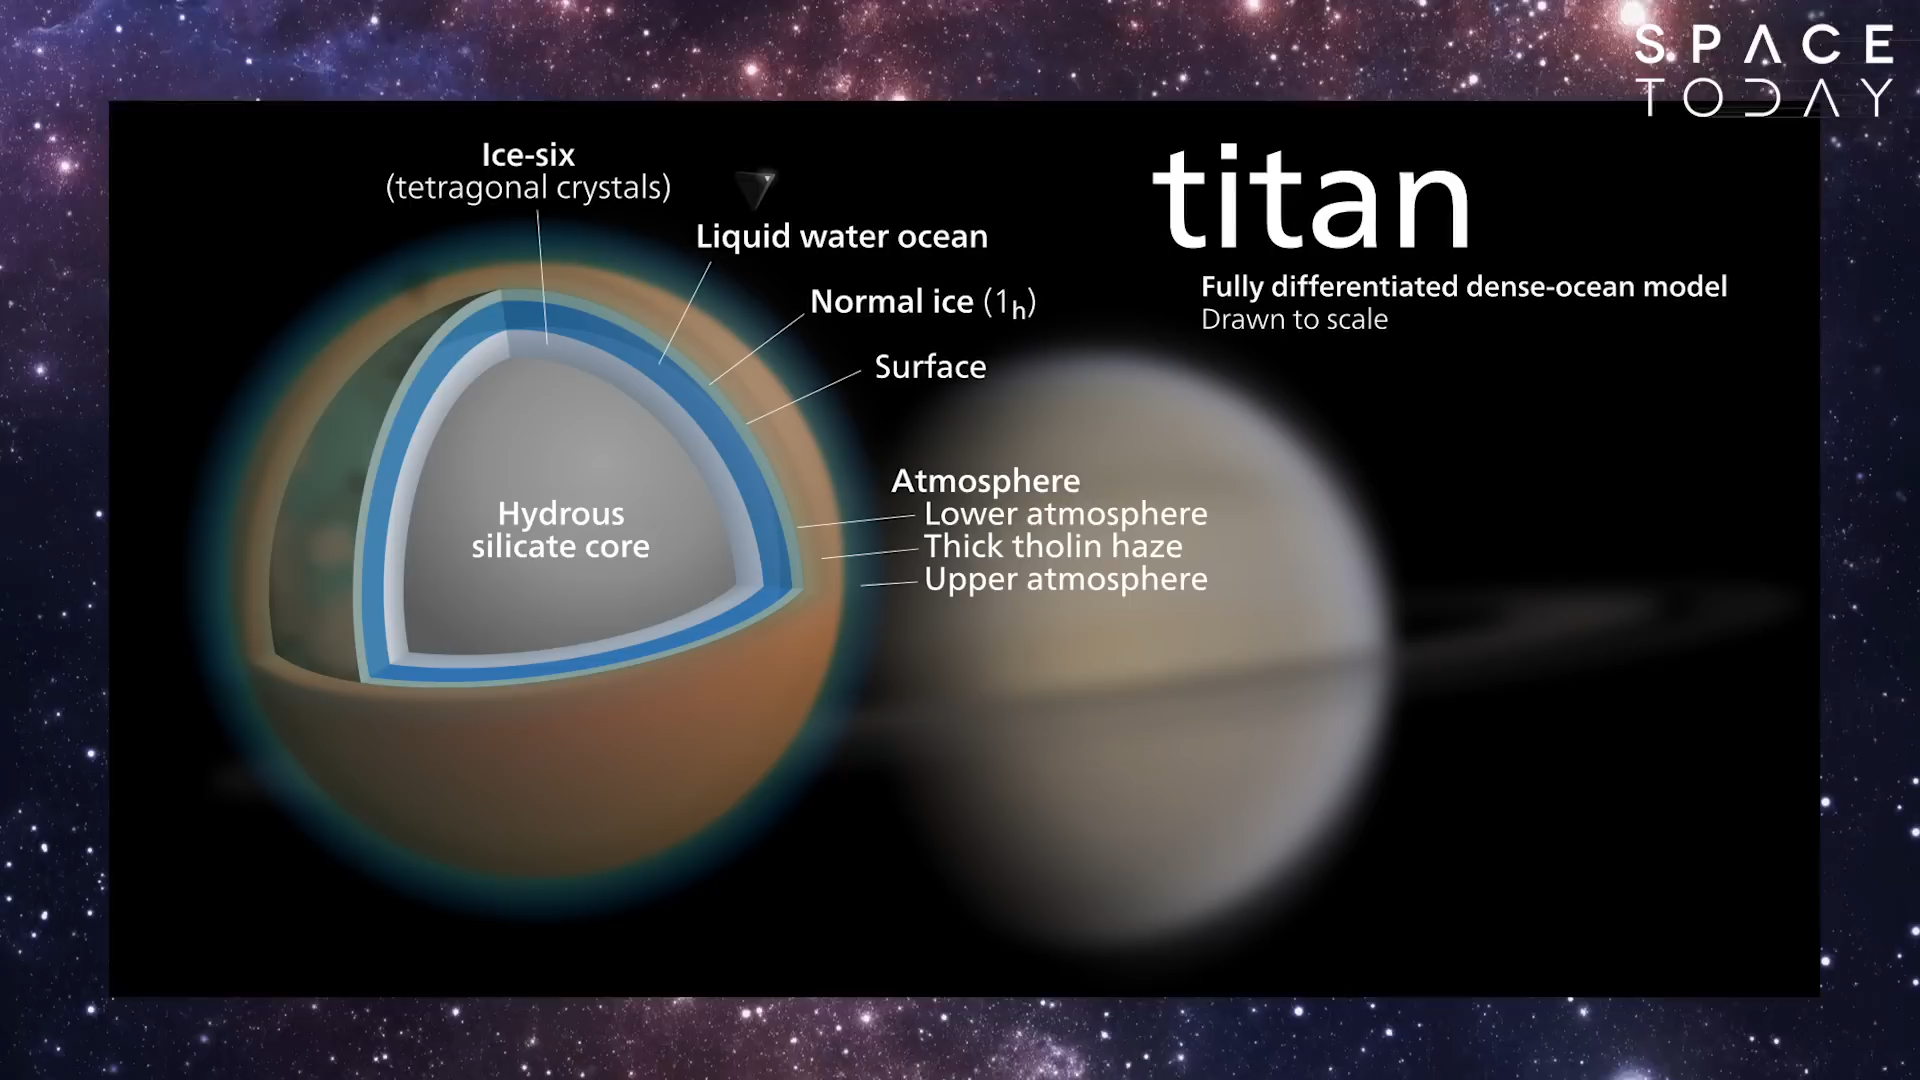 SPACE
TODAY
titan
Fully differentiated dense-ocean model
Drawn to scale
Ice-six
(tetragonal crystals)
Liquid water ocean
Normal ice (1h)
Surface
Atmosphere
Lower atmosphere
Thick tholin haze
Upper atmosphere
Hydrous
silicate core